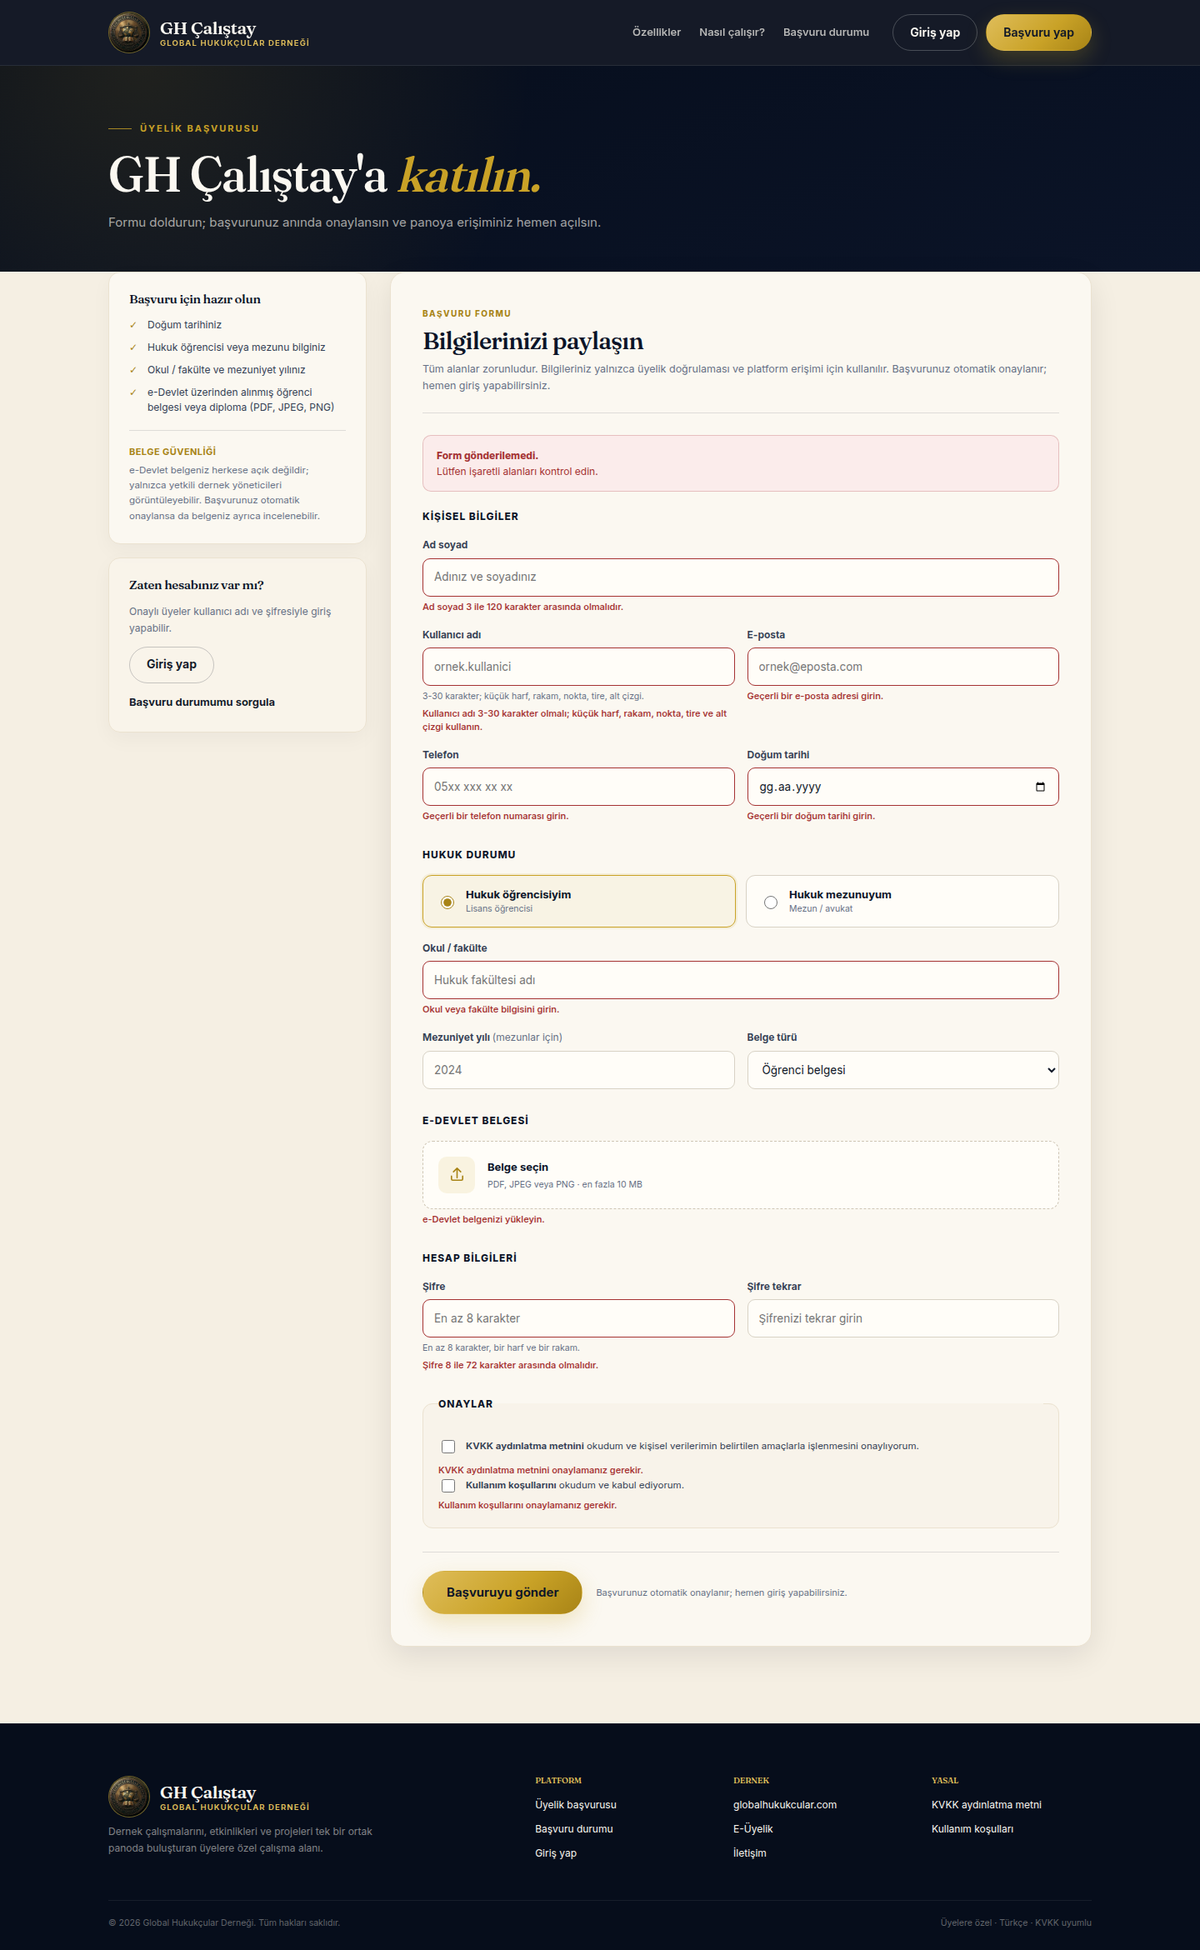 GH Çalıştay
GLOBAL HUKUKÇULAR DERNEĞİ
Özellikler
Nasıl çalışır?
Başvuru durumu
Giriş yap
Başvuru yap
ÜYELİK BAŞVURUSU
GH Çalıştay'a katılın.
Formu doldurun; başvurunuz anında onaylansın ve panoya erişiminiz hemen açılsın.
Başvuru için hazır olun
✓ Doğum tarihiniz
✓ Hukuk öğrencisi veya mezunu bilginiz
✓ Okul / fakülte ve mezuniyet yılınız
✓ e-Devlet üzerinden alınmış öğrenci
belgesi veya diploma (PDF, JPEG, PNG)
BELGE GÜVENLİĞİ
e-Devlet belgeniz herkese açık değildir;
yalnızca yetkili dernek yöneticileri
görüntüleyebilir. Başvurunuz otomatik
onaylansa da belgeniz ayrıca incelenebilir.
Zaten hesabınız var mı?
Onaylı üyeler kullanıcı adı ve şifresiyle giriş
yapabilir.
Giriş yap
Başvuru durumumu sorgula
BAŞVURU FORMU
Bilgilerinizi paylaşın
Tüm alanlar zorunludur. Bilgileriniz yalnızca üyelik doğrulaması ve platform erişimi için kullanılır. Başvurunuz otomatik onaylanır;
hemen giriş yapabilirsiniz.
Form gönderilemedi.
Lütfen işaretli alanları kontrol edin.
KİŞİSEL BİLGİLER
Ad soyad
Adınız ve soyadınız
Ad soyad 3 ile 120 karakter arasında olmalıdır.
Kullanıcı adı
ornek.kullanici
3-30 karakter; küçük harf, rakam, nokta, tire, alt çizgi.
Kullanıcı adı 3-30 karakter olmalı; küçük harf, rakam, nokta, tire ve alt
çizgi kullanın.
E-posta
ornek@eposta.com
Geçerli bir e-posta adresi girin.
Telefon
05xx xxx xx xx
Geçerli bir telefon numarası girin.
Doğum tarihi
gg.aa.yyyy
Geçerli bir doğum tarihi girin.
HUKUK DURUMU
Hukuk öğrencisiyim
Lisans öğrencisi
Hukuk mezunuyum
Mezun / avukat
Okul / fakülte
Hukuk fakültesi adı
Okul veya fakülte bilgisini girin.
Mezuniyet yılı (mezunlar için)
2024
Belge türü
Öğrenci belgesi
E-DEVLET BELGESİ
Belge seçin
PDF, JPEG veya PNG · en fazla 10 MB
e-Devlet belgenizi yükleyin.
HESAP BİLGİLERİ
Şifre
En az 8 karakter
En az 8 karakter, bir harf ve bir rakam.
Şifre 8 ile 72 karakter arasında olmalıdır.
Şifre tekrar
Şifrenizi tekrar girin
ONAYLAR
KVKK aydınlatma metnini okudum ve kişisel verilerimin belirtilen amaçlarla işlenmesini onaylıyorum.
KVKK aydınlatma metnini onaylamanız gerekir.
Kullanım koşullarını okudum ve kabul ediyorum.
Kullanım koşullarını onaylamanız gerekir.
Başvuruyu gönder
Başvurunuz otomatik onaylanır; hemen giriş yapabilirsiniz.
GH Çalıştay
GLOBAL HUKUKÇULAR DERNEĞİ
Dernek çalışmalarını, etkinlikleri ve projeleri tek bir ortak
panoda buluşturan üyelere özel çalışma alanı.
PLATFORM
Üyelik başvurusu
Başvuru durumu
Giriş yap
DERNEK
globalhukukcular.com
E-Üyelik
İletişim
YASAL
KVKK aydınlatma metni
Kullanım koşulları
© 2026 Global Hukukçular Derneği. Tüm hakları saklıdır.
Üyelere özel · Türkçe · KVKK uyumlu